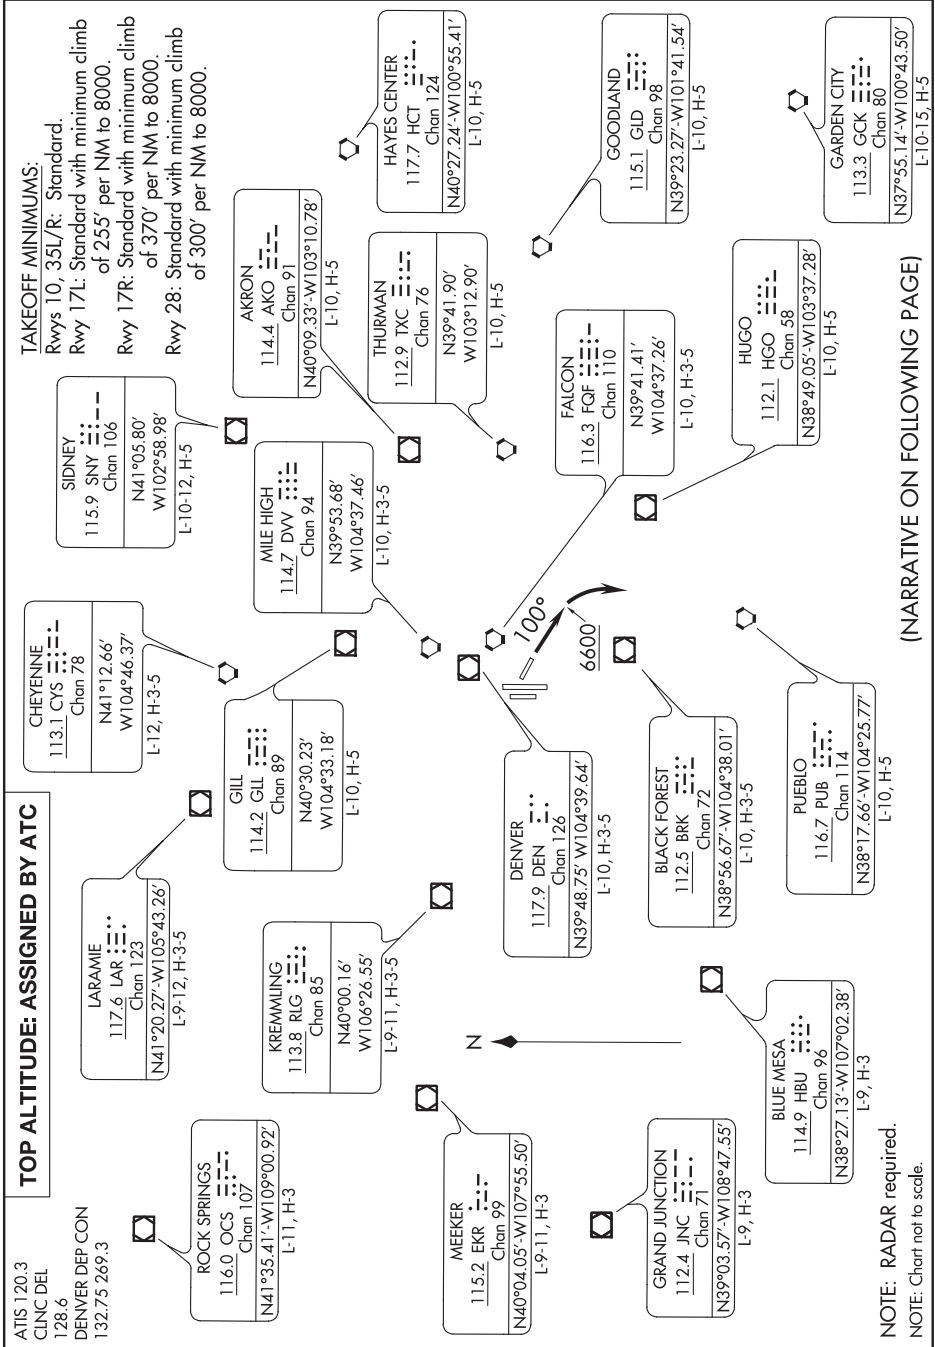 ATIS 120.3
CLNC DEL
128.6
DENVER DEP CON
132.75 269.3
TOP ALTITUDE: ASSIGNED BY ATC
TAKEOFF MINIMUMS:
Rwys 10, 35L/R: Standard.
Rwy 17L: Standard with minimum climb
of 255' per NM to 8000.
Rwy 17R: Standard with minimum climb
of 370' per NM to 8000.
Rwy 28: Standard with minimum climb
of 300' per NM to 8000.
ROCK SPRINGS
116.0 OCS
Chan 107
N41°35.41'-W109°00.92'
L-11, H-3
LARAMIE
117.6 LAR
Chan 123
N41°20.27'-W105°43.26'
L-9-12, H-3-5
CHEYENNE
113.1 CYS
Chan 78
N41°12.66'
W104°46.37'
L-12, H-3-5
SIDNEY
115.9 SNY
Chan 106
N41°05.80'
W102°58.98'
L-10-12, H-5
GILL
114.2 GLL
Chan 89
N40°30.23'
W104°33.18'
L-10, H-5
AKRON
114.4 AKO
Chan 91
N40°09.33'-W103°10.78'
L-10, H-5
HAYES CENTER
117.7 HCT
Chan 124
N40°27.24'-W100°55.41'
L-10, H-5
KREMMLING
113.8 RLG
Chan 85
N40°00.16'
W106°26.55'
L-9-11, H-3-5
MILE HIGH
114.7 DVV
Chan 94
N39°53.68'
W104°37.46'
L-10, H-3-5
THURMAN
112.9 TXC
Chan 76
N39°41.90'
W103°12.90'
L-10, H-5
MEEKER
115.2 EKR
Chan 99
N40°04.05'-W107°55.50'
L-9-11, H-3
N
DENVER
117.9 DEN
Chan 126
N39°48.75' W104°39.64'
L-10, H-3-5
100°
6600
FALCON
116.3 FQF
Chan 110
N39°41.41'
W104°37.26'
L-10, H-3-5
GOODLAND
115.1 GLD
Chan 98
N39°23.27'-W101°41.54'
L-10, H-5
GRAND JUNCTION
112.4 JNC
Chan 71
N39°03.57'-W108°47.55'
L-9, H-3
BLACK FOREST
112.5 BRK
Chan 72
N38°56.67'-W104°38.01'
L-10, H-3-5
HUGO
112.1 HGO
Chan 58
N38°49.05'-W103°37.28'
L-10, H-5
BLUE MESA
114.9 HBU
Chan 96
N38°27.13'-W107°02.38'
L-9, H-3
PUEBLO
116.7 PUB
Chan 114
N38°17.66'-W104°25.77'
L-10, H-5
GARDEN CITY
113.3 GCK
Chan 80
N37°55.14'-W100°43.50'
L-10-15, H-5
NOTE: RADAR required.
NOTE: Chart not to scale.
(NARRATIVE ON FOLLOWING PAGE)